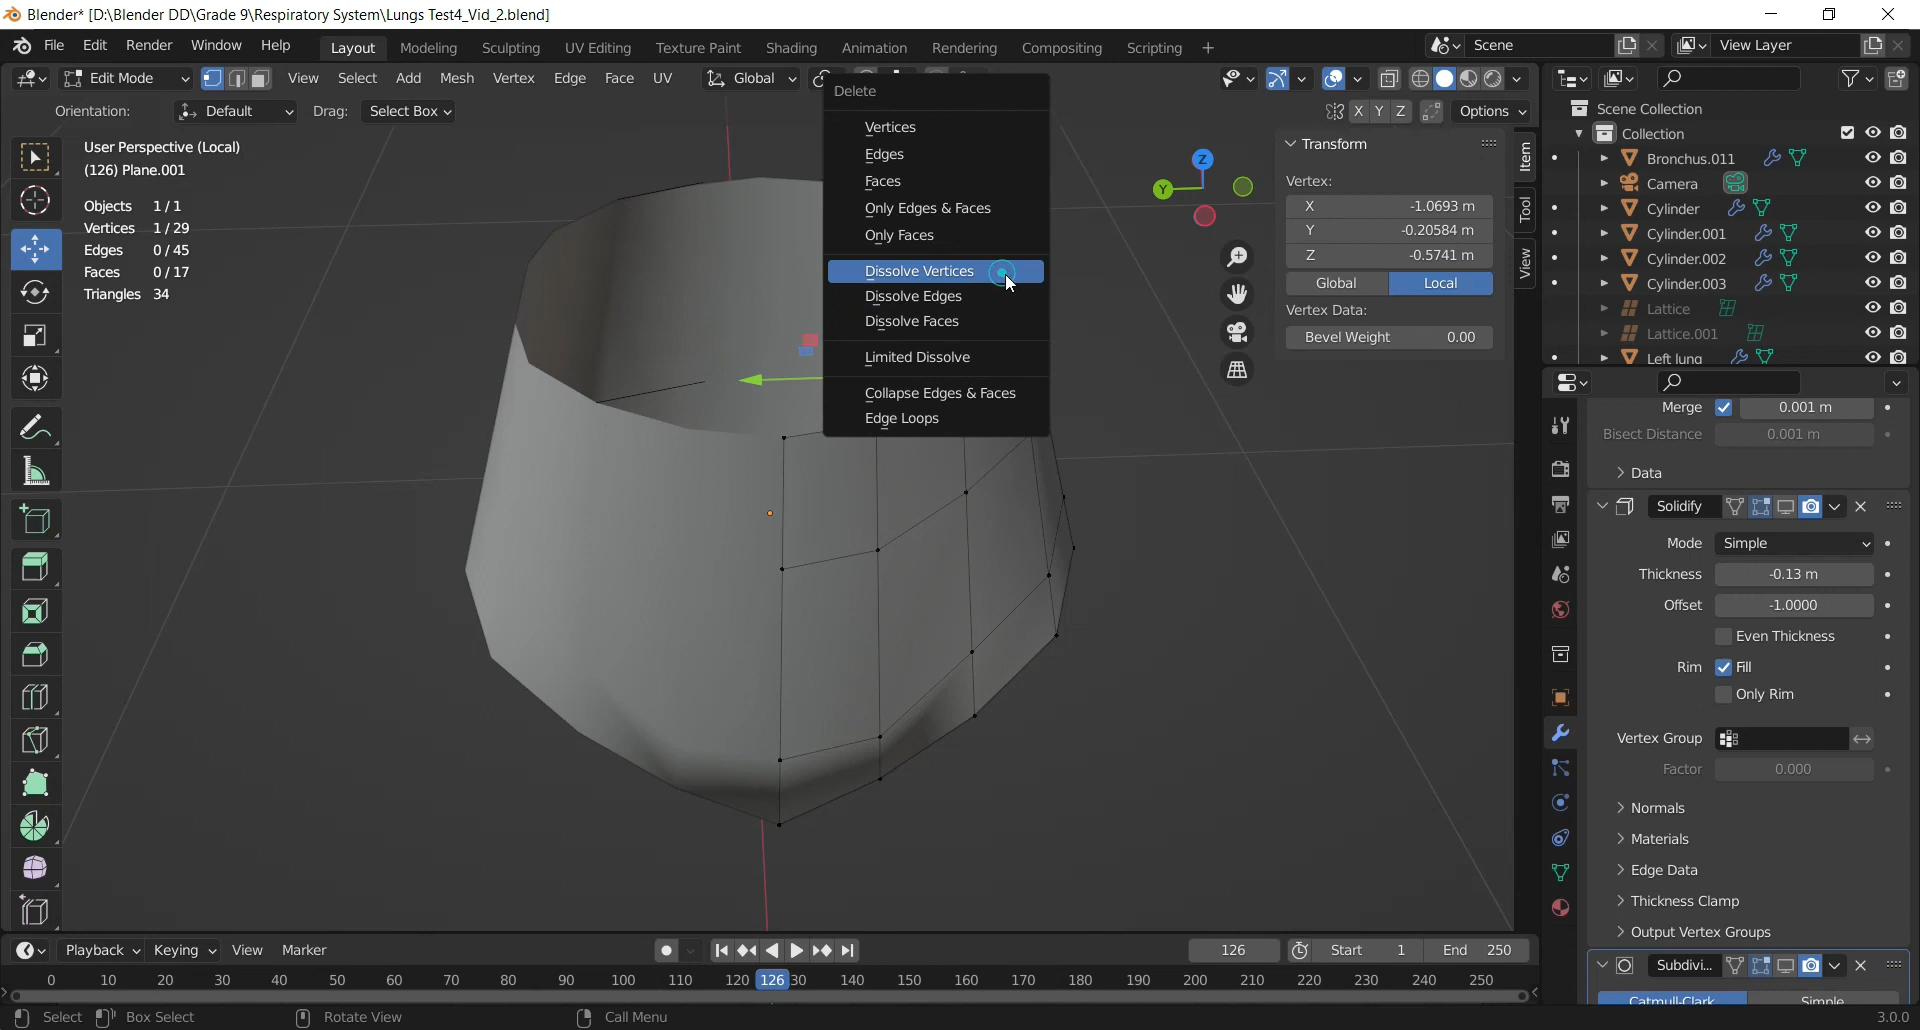 Blender* [D:\Blender DD\Grade 9\Respiratory System\Lungs Test4_Vid_2.blend]
File Edit Render Window Help Layout Modeling Sculpting UV Editing Texture Paint Shading Animation Rendering Compositing Scripting + Scene View Layer
Edit Mode View Select Add Mesh Vertex Edge Face UV Global
Orientation: Default Drag: Select Box X Y Z Options
User Perspective (Local)
(126) Plane.001
Objects 1/1
Vertices 1/29
Edges 0/45
Faces 0/17
Triangles 34
Delete
Vertices
Edges
Faces
Only Edges & Faces
Only Faces
Dissolve Vertices
Dissolve Edges
Dissolve Faces
Limited Dissolve
Collapse Edges & Faces
Edge Loops
Z
Y
Transform
Vertex:
X -1.0693 m
Y -0.20584 m
Z -0.5741 m
Global Local
Vertex Data:
Bevel Weight 0.00
Item
Tool
View
Scene Collection
Collection
Bronchus.011
Camera
Cylinder
Cylinder.001
Cylinder.002
Cylinder.003
Lattice
Lattice.001
Left lung
Merge 0.001 m
Bisect Distance 0.001 m
Data
Solidify
Mode Simple
Thickness -0.13 m
Offset -1.0000
Even Thickness
Rim Fill
Only Rim
Vertex Group
Factor 0.000
Normals
Materials
Edge Data
Thickness Clamp
Output Vertex Groups
Subdivi...
Catmull-Clark Simple
Playback Keying View Marker 126 Start 1 End 250
0 10 20 30 40 50 60 70 80 90 100 110 120 126 30 140 150 160 170 180 190 200 210 220 230 240 250
Select Box Select Rotate View Call Menu 3.0.0